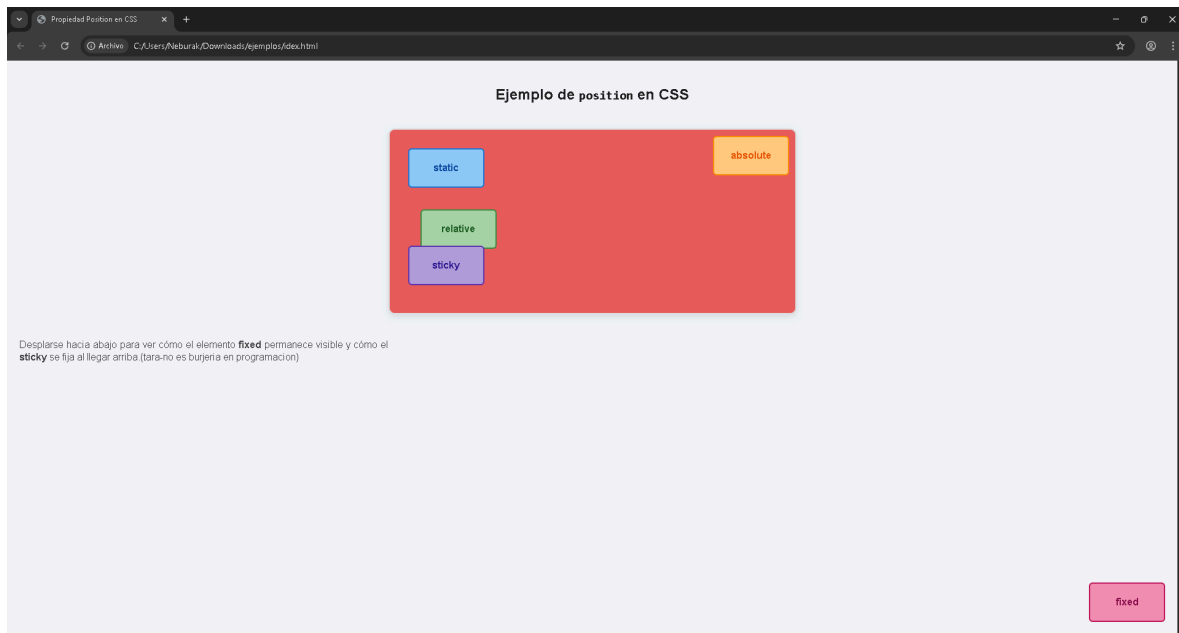 Propiedad Position en CSS
Archivo C:/Users/Neburak/Downloads/ejemplos/idex.html
Ejemplo de position en CSS
static
absolute
relative
sticky
Desplarse hacia abajo para ver cómo el elemento fixed permanece visible y cómo el
sticky se fija al llegar arriba.(tara-no es burjeria en programacion)
fixed